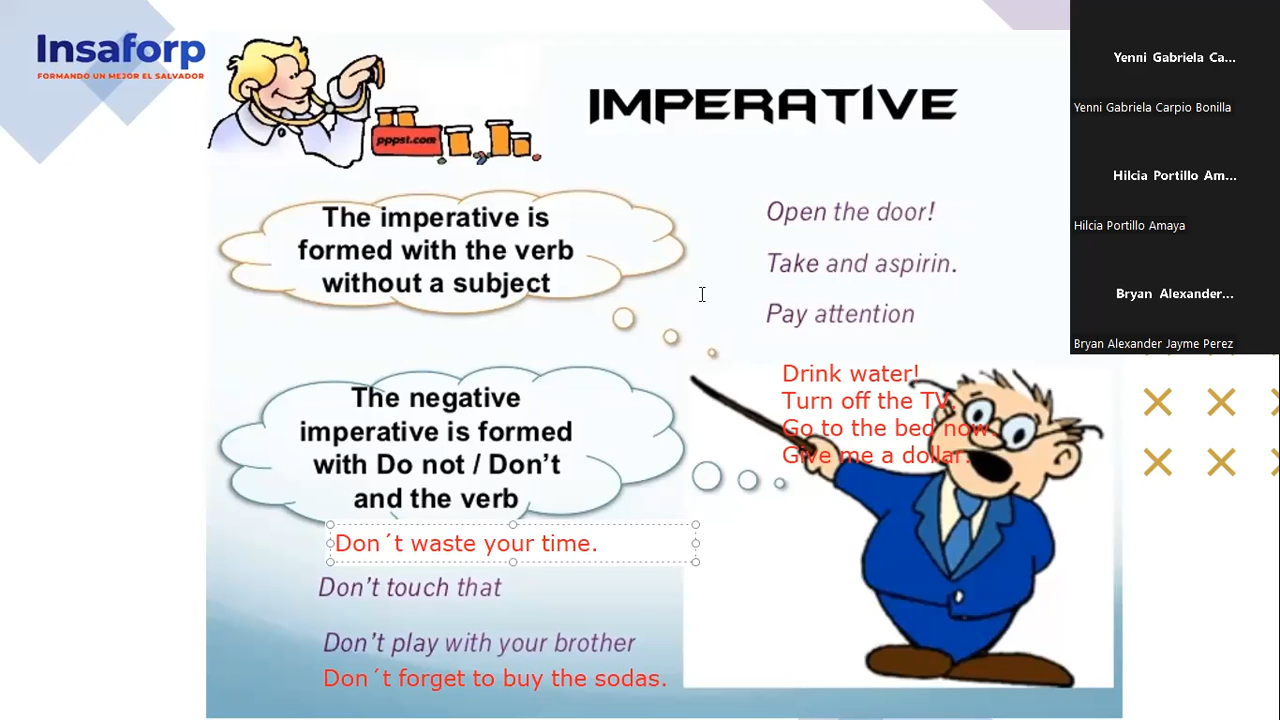 Insaforp
FORMANDO UN MEJOR EL SALVADOR
pppst.com
IMPERATIVE
The imperative is
formed with the verb
without a subject
Open the door!
Take and aspirin.
Pay attention
Drink water!
Turn off the TV.
Go to the bed now.
Give me a dollar.
The negative
imperative is formed
with Do not / Don't
and the verb
Don´t waste your time.
Don't touch that
Don't play with your brother
Don´t forget to buy the sodas.
Yenni Gabriela Ca...
Yenni Gabriela Carpio Bonilla
Hilcia Portillo Am...
Hilcia Portillo Amaya
Bryan Alexander...
Bryan Alexander Jayme Perez